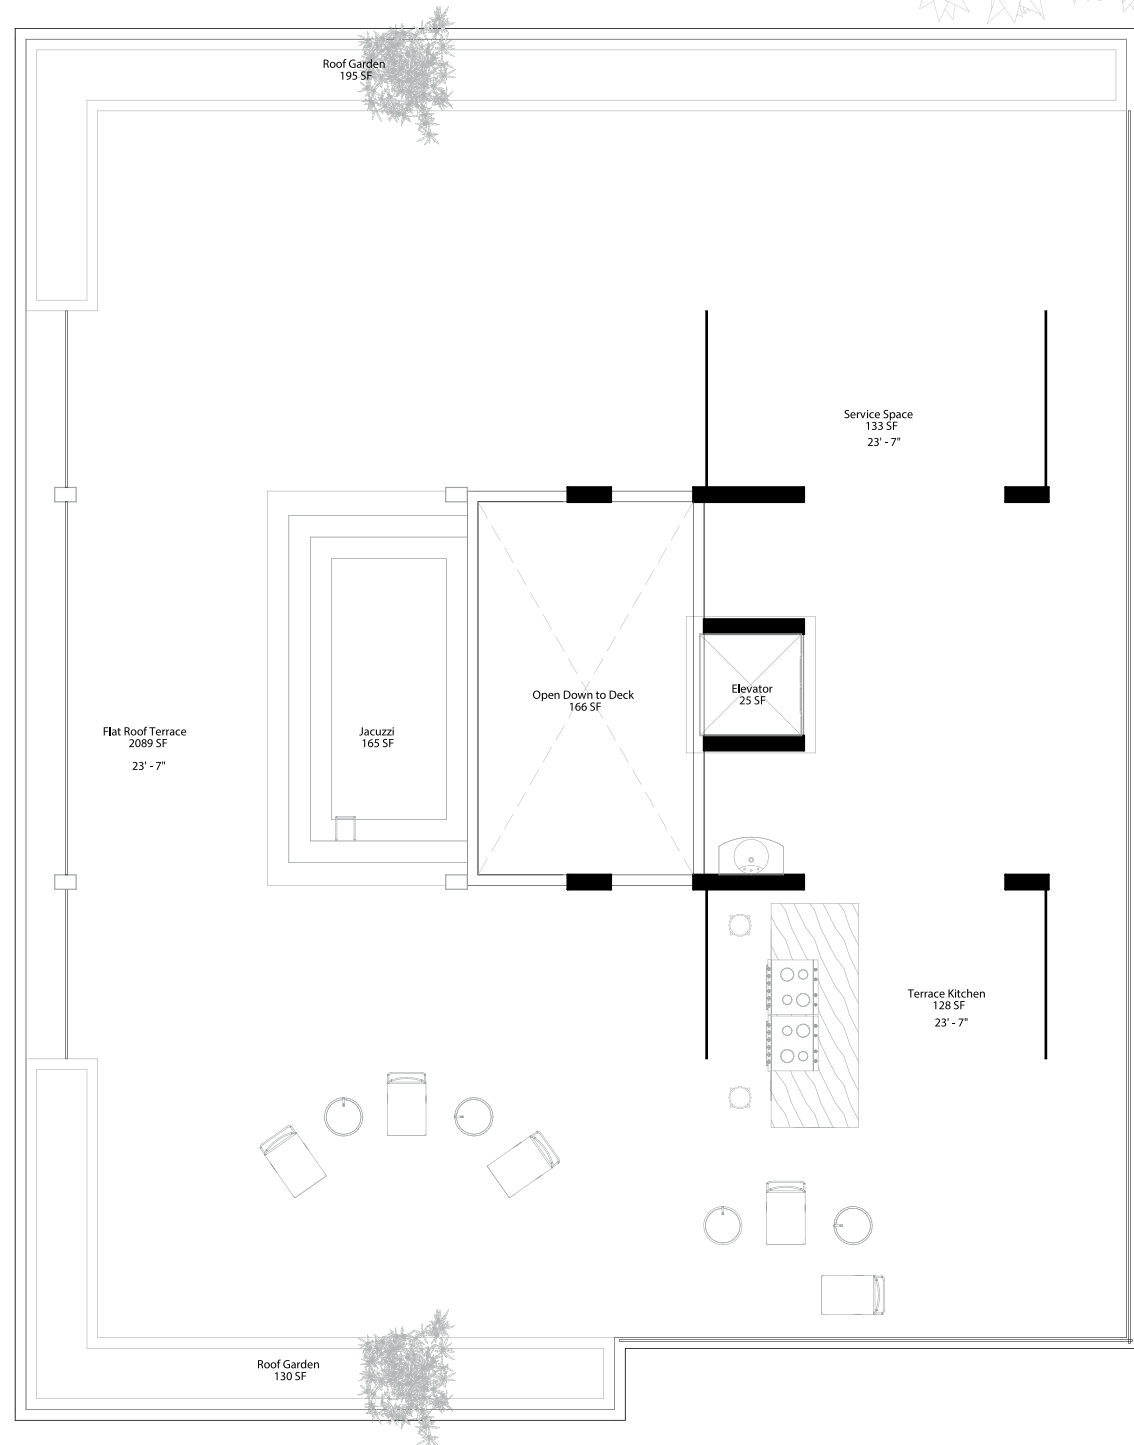 Roof Garden
195 SF
Service Space
133 SF
23' - 7"
Open Down to Deck
166 SF
Elevator
25 SF
Flat Roof Terrace
2089 SF
23' - 7"
Jacuzzi
165 SF
Terrace Kitchen
128 SF
23' - 7"
Roof Garden
130 SF